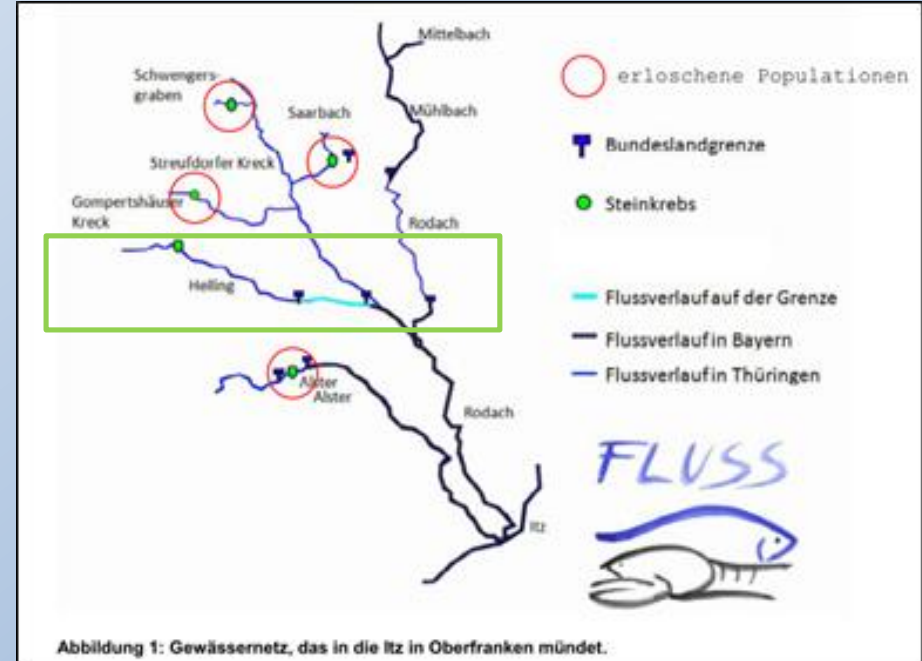 Mittelbach
Schwengers-
graben
Saarbach
Mühlbach
Streufdorfer Kreck
Gompertshäuser
Kreck
Rodach
Helling
Alster
Alster
Rodach
Itz
erloschene Populationen
Bundeslandgrenze
Steinkrebs
Flussverlauf auf der Grenze
Flussverlauf in Bayern
Flussverlauf in Thüringen
FLUSS
Abbildung 1: Gewässernetz, das in die Itz in Oberfranken mündet.